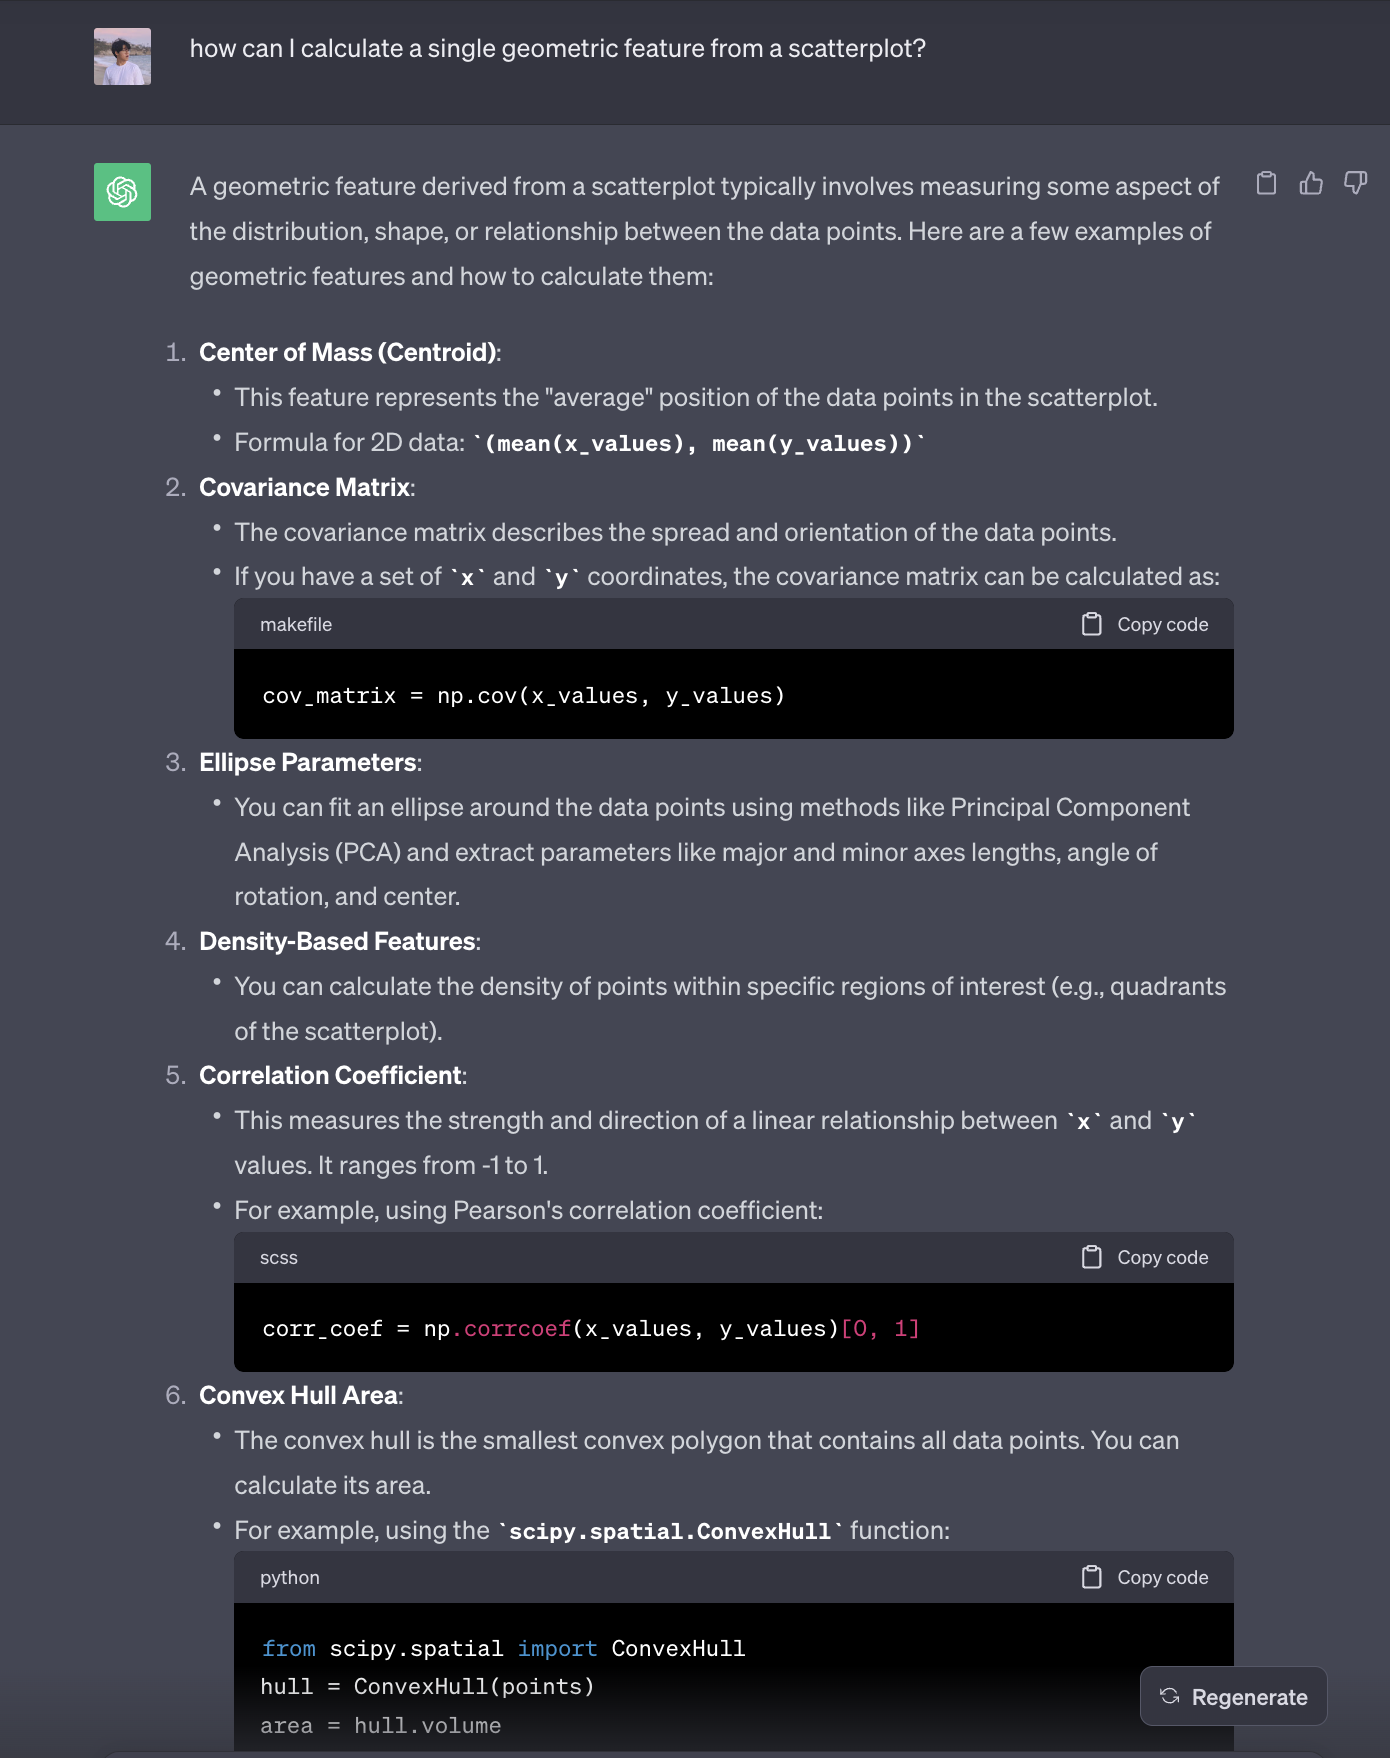 how can I calculate a single geometric feature from a scatterplot?
A geometric feature derived from a scatterplot typically involves measuring some aspect of
the distribution, shape, or relationship between the data points. Here are a few examples of
geometric features and how to calculate them:
1. Center of Mass (Centroid):
• This feature represents the "average" position of the data points in the scatterplot.
• Formula for 2D data: `(mean(x_values), mean(y_values))`
2. Covariance Matrix:
• The covariance matrix describes the spread and orientation of the data points.
• If you have a set of `x` and `y` coordinates, the covariance matrix can be calculated as:
makefile Copy code
cov_matrix = np.cov(x_values, y_values)
3. Ellipse Parameters:
• You can fit an ellipse around the data points using methods like Principal Component
Analysis (PCA) and extract parameters like major and minor axes lengths, angle of
rotation, and center.
4. Density-Based Features:
• You can calculate the density of points within specific regions of interest (e.g., quadrants
of the scatterplot).
5. Correlation Coefficient:
• This measures the strength and direction of a linear relationship between `x` and `y`
values. It ranges from -1 to 1.
• For example, using Pearson's correlation coefficient:
scss Copy code
corr_coef = np.corrcoef(x_values, y_values)[0, 1]
6. Convex Hull Area:
• The convex hull is the smallest convex polygon that contains all data points. You can
calculate its area.
• For example, using the `scipy.spatial.ConvexHull` function:
python Copy code
from scipy.spatial import ConvexHull
hull = ConvexHull(points)
area = hull.volume
Regenerate